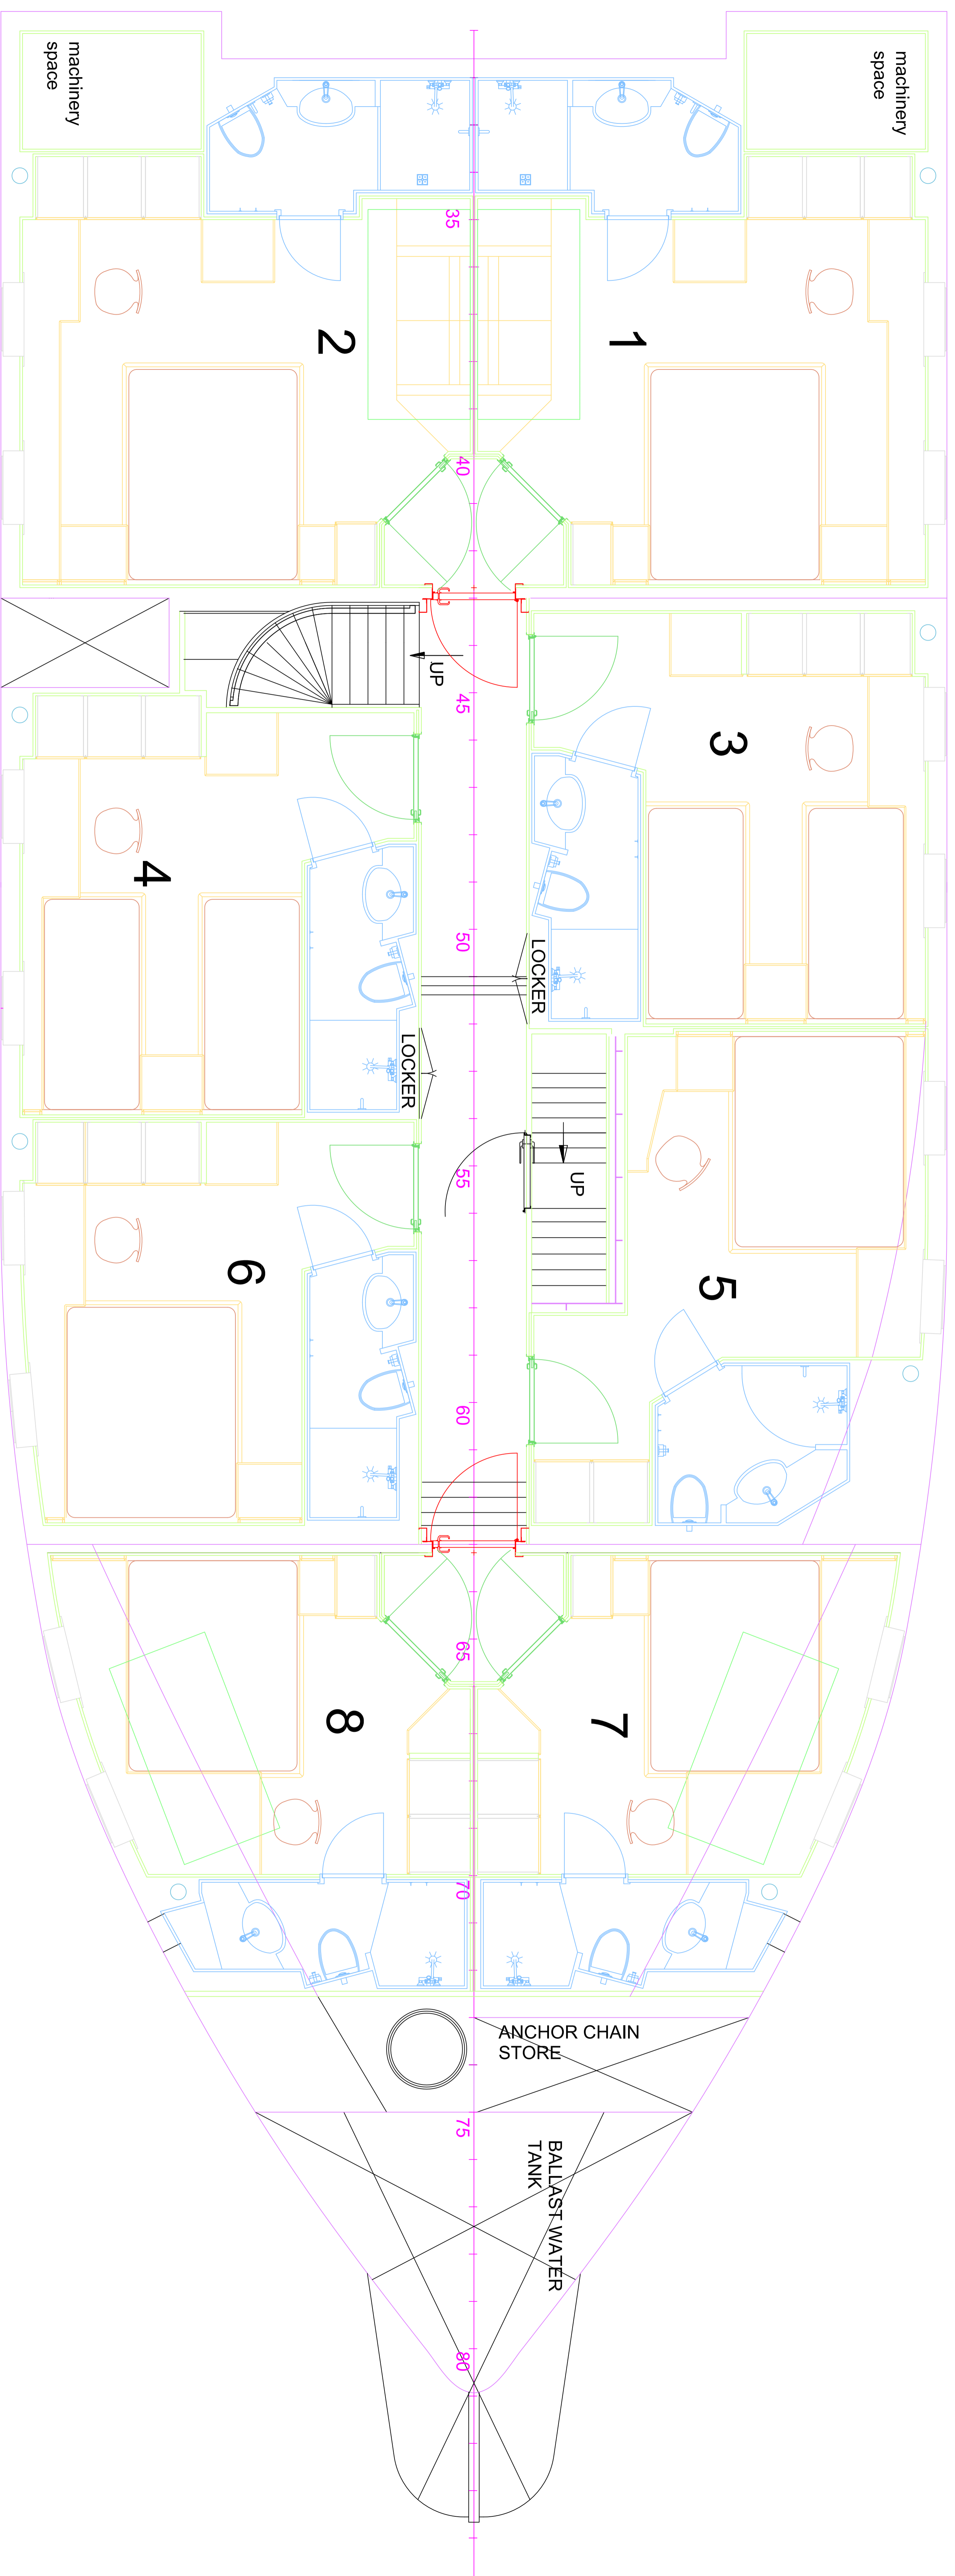 machinery
space
machinery
space
35
1
2
40
UP
45
3
4
50
LOCKER
LOCKER
55
UP
5
6
60
65
7
8
70
ANCHOR CHAIN
STORE
75
BALLAST WATER
TANK
80